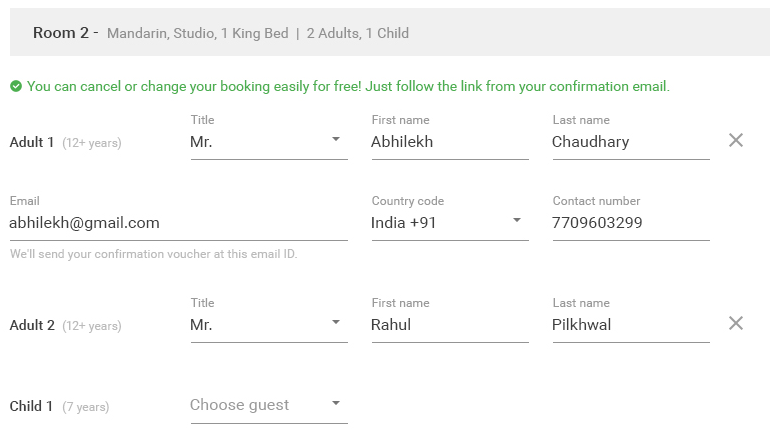 Room 2 - Mandarin, Studio, 1 King Bed | 2 Adults, 1 Child
You can cancel or change your booking easily for free! Just follow the link from your confirmation email.
Title First name Last name
Adult 1 (12+ years) Mr. Abhilekh Chaudhary
Email Country code Contact number
abhilekh@gmail.com India +91 7709603299
We'll send your confirmation voucher at this email ID.
Title First name Last name
Adult 2 (12+ years) Mr. Rahul Pilkhwal
Child 1 (7 years) Choose guest